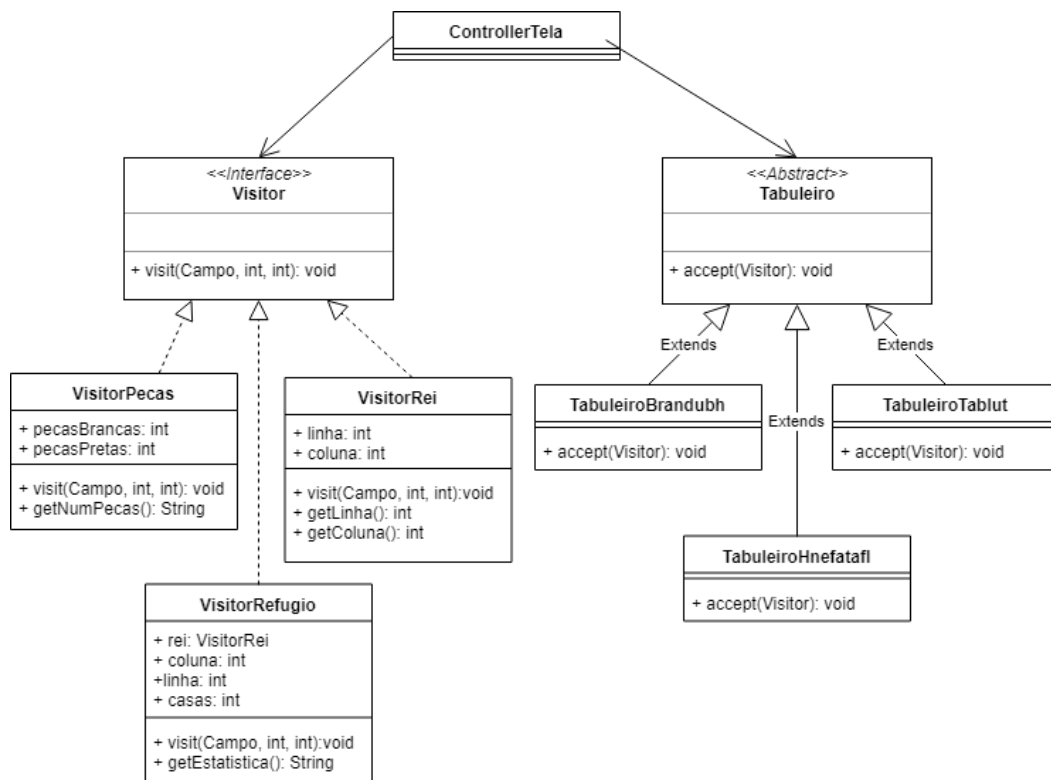 ControllerTela
<<Interface>>
Visitor
+ visit(Campo, int, int): void
<<Abstract>>
Tabuleiro
+ accept(Visitor): void
Extends
Extends
Extends
VisitorPecas
+ pecasBrancas: int
+ pecasPretas: int
+ visit(Campo, int, int): void
+ getNumPecas(): String
VisitorRei
+ linha: int
+ coluna: int
+ visit(Campo, int, int):void
+ getLinha(): int
+ getColuna(): int
TabuleiroBrandubh
+ accept(Visitor): void
TabuleiroTablut
+ accept(Visitor): void
TabuleiroHnefatafl
+ accept(Visitor): void
VisitorRefugio
+ rei: VisitorRei
+ coluna: int
+linha: int
+ casas: int
+ visit(Campo, int, int):void
+ getEstatistica(): String